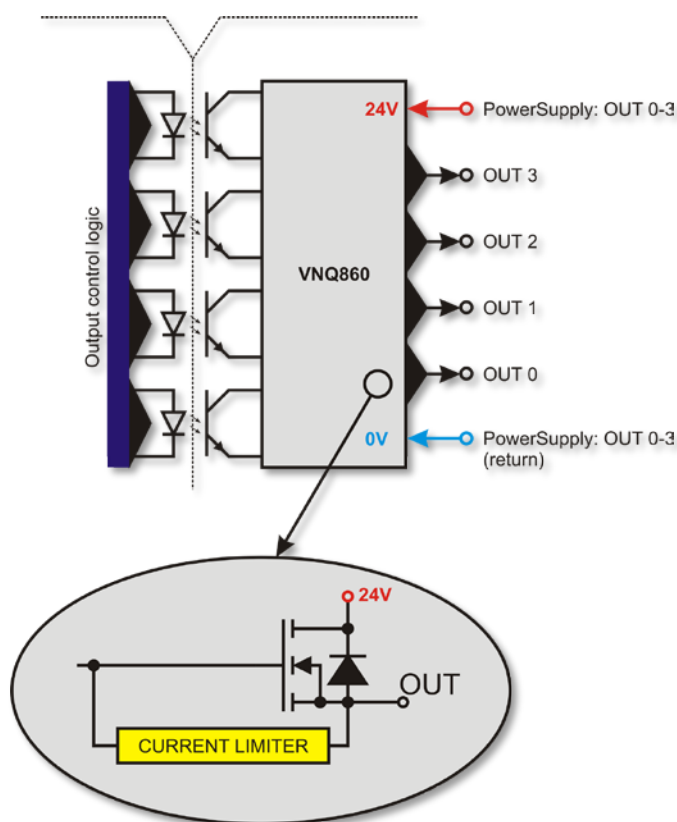 24V
PowerSupply: OUT 0-3
OUT 3
OUT 2
Output control logic
VNQ860
OUT 1
OUT 0
0V
PowerSupply: OUT 0-3
(return)
24V
OUT
CURRENT LIMITER